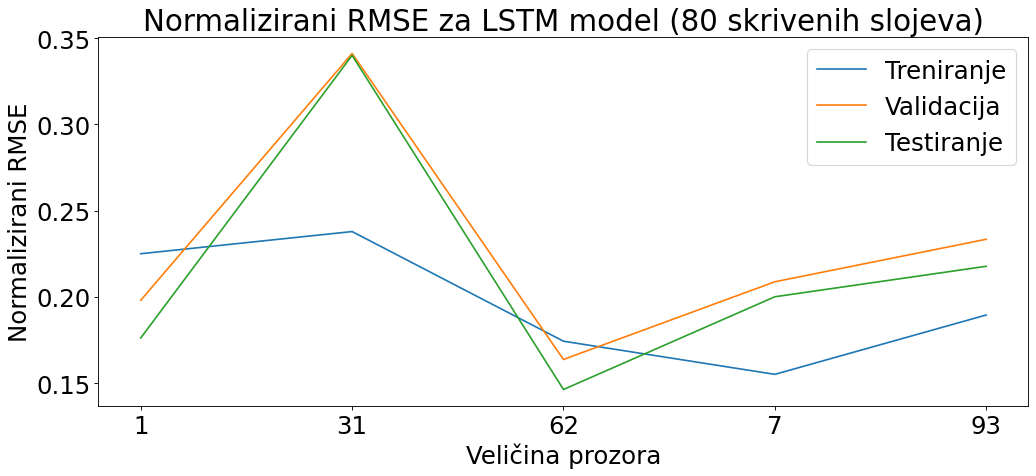 Normalizirani RMSE za LSTM model (80 skrivenih slojeva)
Normalizirani RMSE
0.35
0.30
0.25
0.20
0.15
Treniranje
Validacija
Testiranje
1 31 62 7 93
Veličina prozora